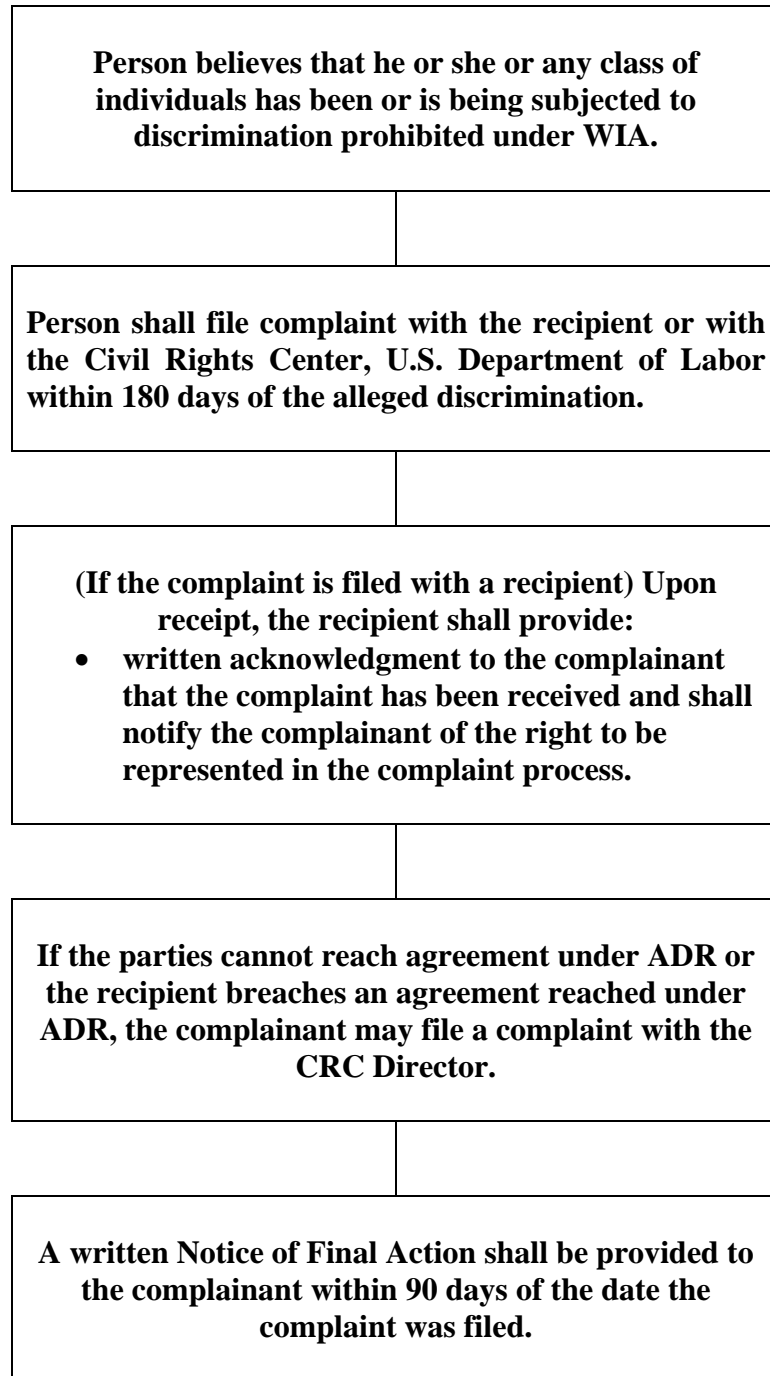 Person believes that he or she or any class of
individuals has been or is being subjected to
discrimination prohibited under WIA.
Person shall file complaint with the recipient or with
the Civil Rights Center, U.S. Department of Labor
within 180 days of the alleged discrimination.
(If the complaint is filed with a recipient) Upon
receipt, the recipient shall provide:
• written acknowledgment to the complainant
that the complaint has been received and shall
notify the complainant of the right to be
represented in the complaint process.
If the parties cannot reach agreement under ADR or
the recipient breaches an agreement reached under
ADR, the complainant may file a complaint with the
CRC Director.
A written Notice of Final Action shall be provided to
the complainant within 90 days of the date the
complaint was filed.